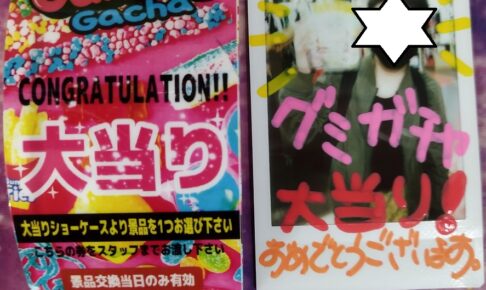 Gacha
CONGRATULATION!!
大当り
大当りショーケースより景品を1つお選び下さい
こちらの券をスタッフまでお渡し下さい
景品交換当日のみ有効
グミガチャ
大当り!
おめでとうございます。